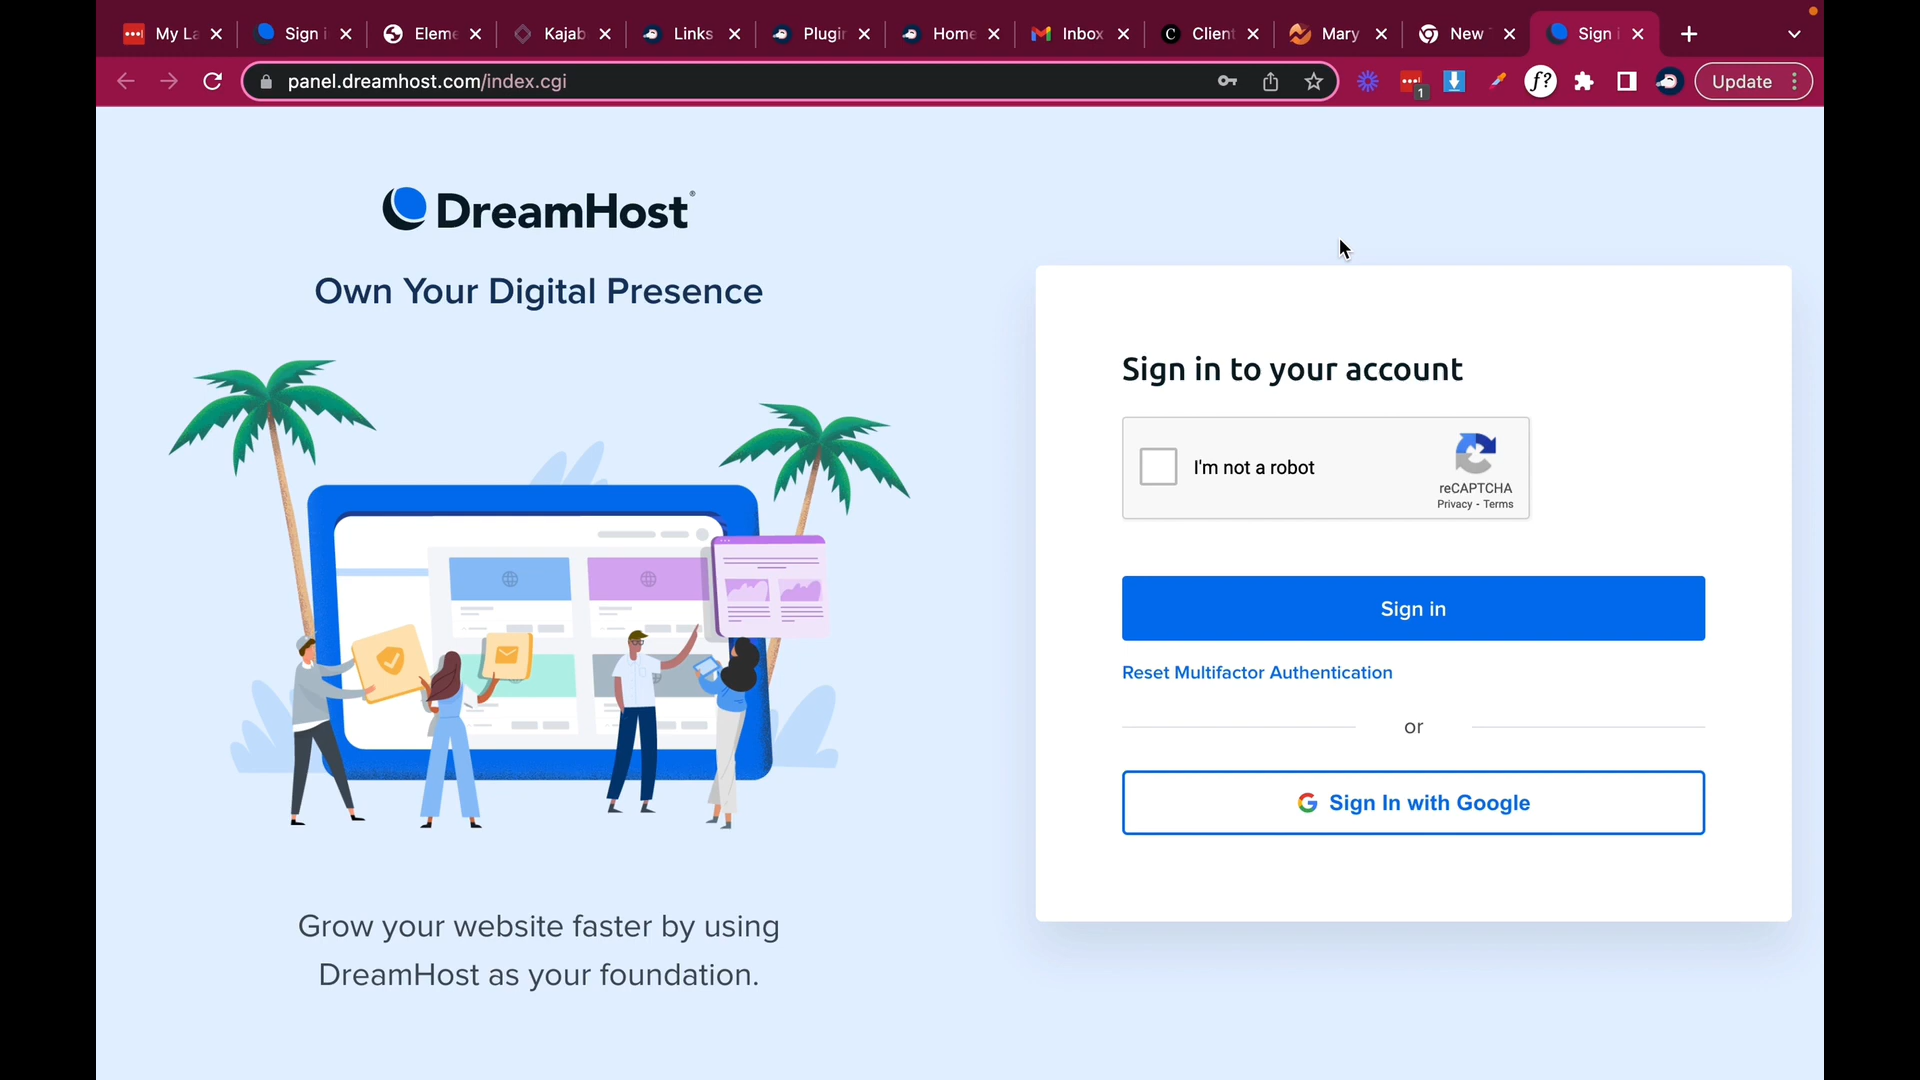 My La
Sign i
Eleme
Kajab
Links
Plugin
Home
Inbox
Client
Mary
New
Sign i
panel.dreamhost.com/index.cgi
1
f?
Update
DreamHost®
Own Your Digital Presence
Sign in to your account
I'm not a robot
reCAPTCHA
Privacy - Terms
Sign in
Reset Multifactor Authentication
or
G Sign In with Google
Grow your website faster by using
DreamHost as your foundation.